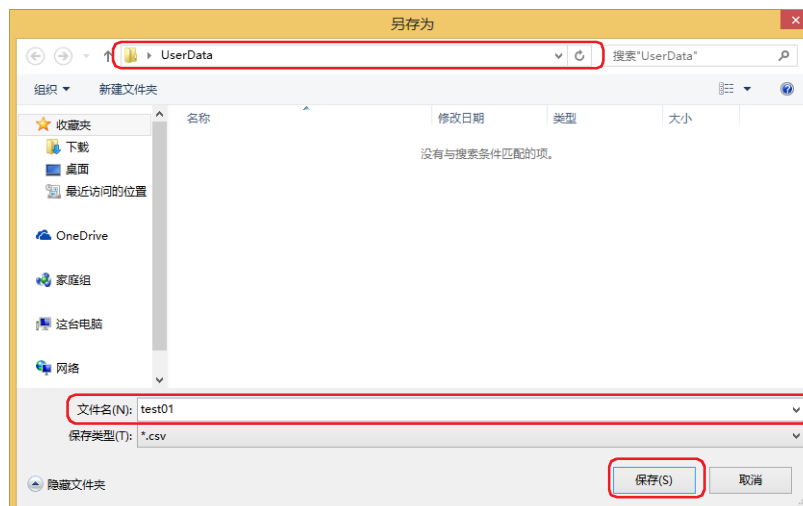 另存为
UserData
搜索"UserData"
组织
新建文件夹
名称
修改日期
类型
大小
没有与搜索条件匹配的项。
收藏夹
下载
桌面
最近访问的位置
OneDrive
家庭组
这台电脑
网络
文件名(N): test01
保存类型(T): *.csv
隐藏文件夹
保存(S)
取消